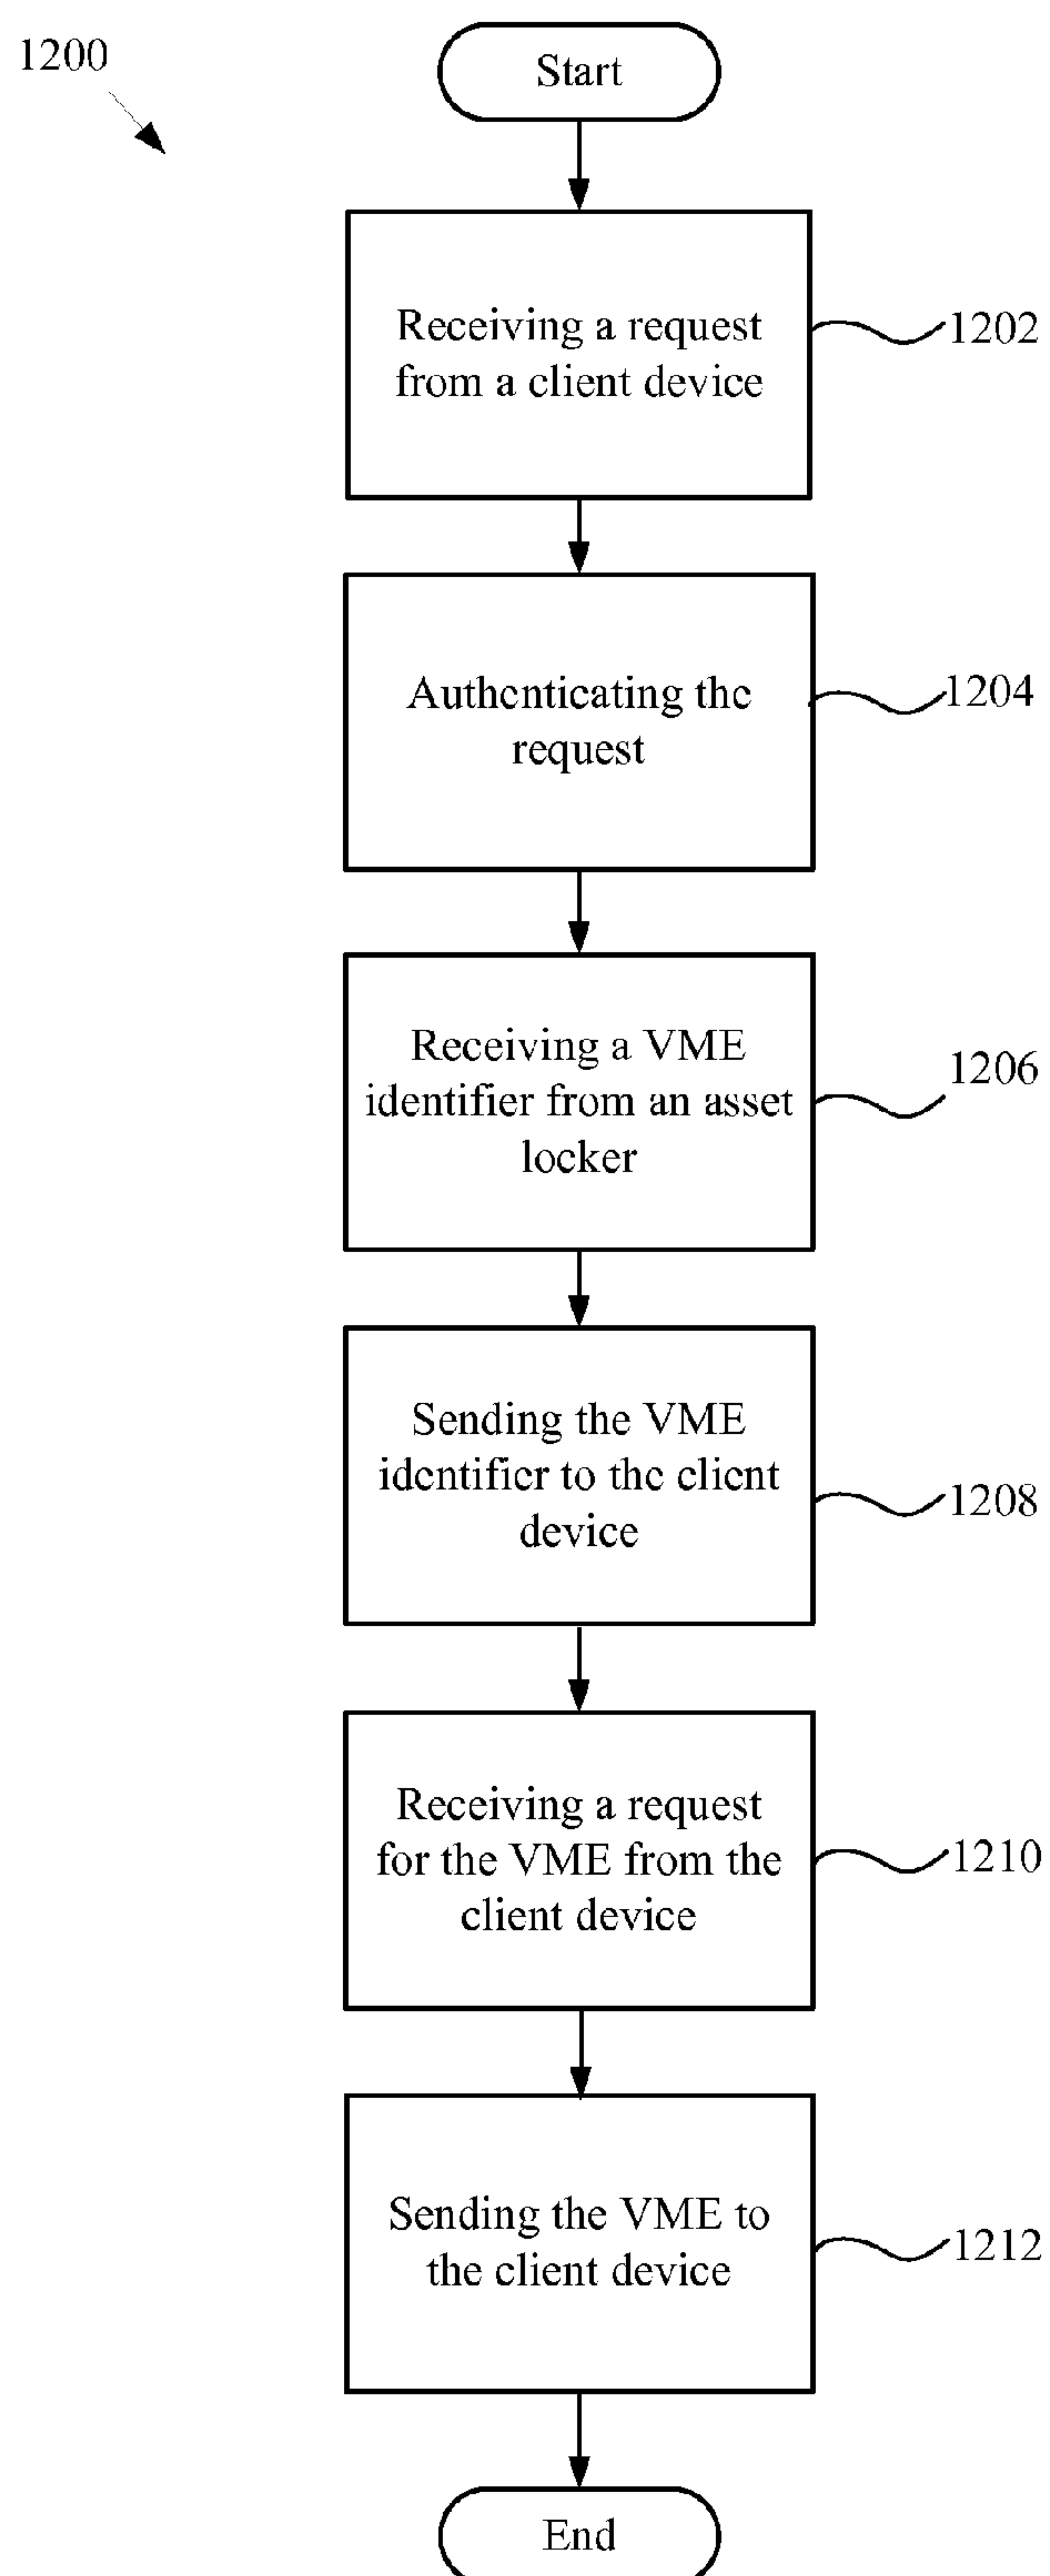 1200
Start
Receiving a request
from a client device
1202
Authenticating the
request
1204
Receiving a VME
identifier from an asset
locker
1206
Sending the VME
identifier to the client
device
1208
Receiving a request
for the VME from the
client device
1210
Sending the VME to
the client device
1212
End